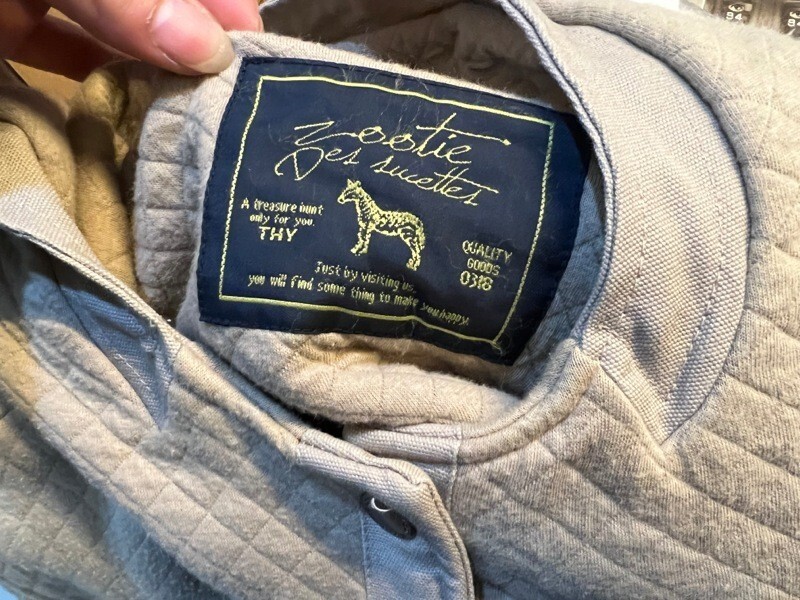 Zootie
Des sucettes
A treasure hunt
only for you.
THY
QUALITY
GOODS
0318
Just by visiting us,
you will find some thing to make you happy.
94